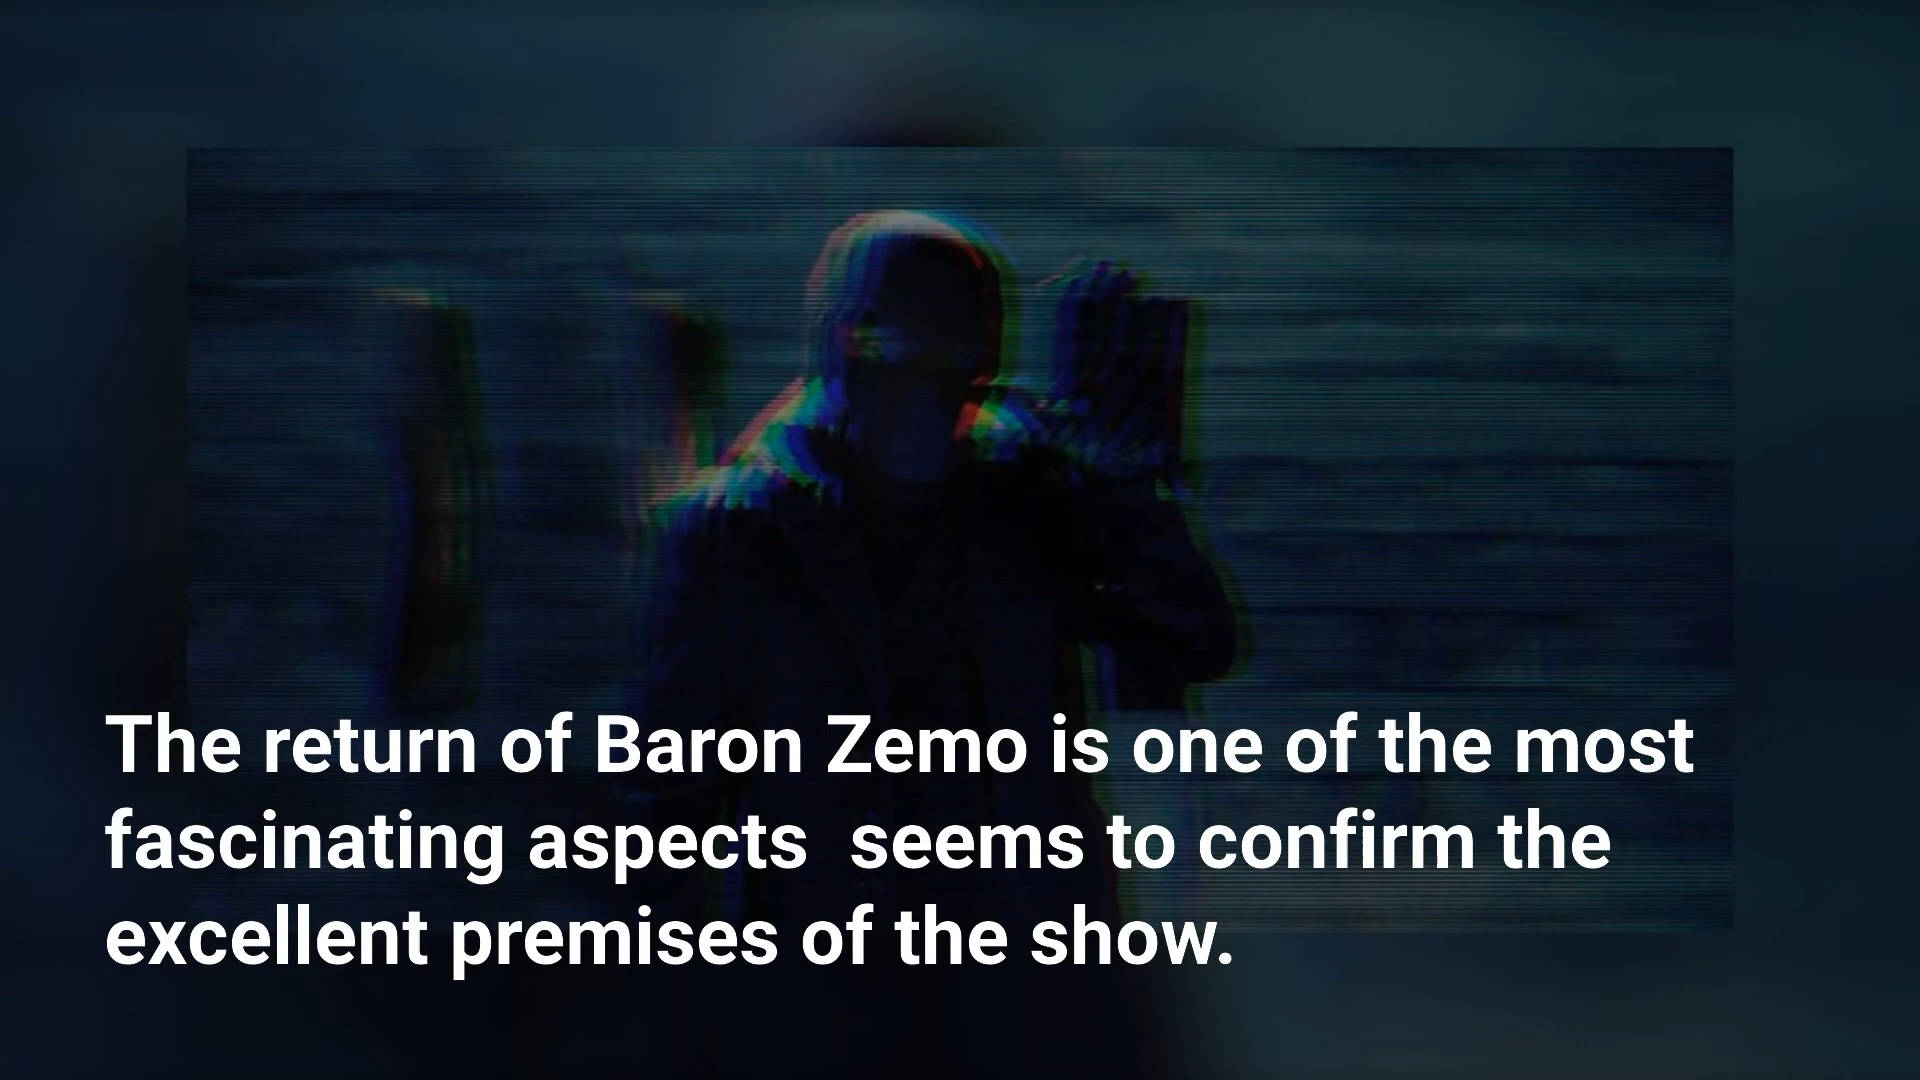 The return of Baron Zemo is one of the most
fascinating aspects  seems to confirm the
excellent premises of the show.